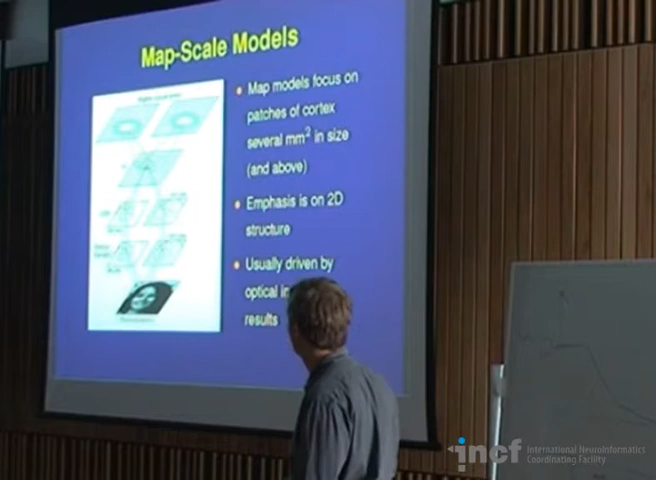 Map-Scale Models
Map models focus on
patches of cortex
several mm² in size
(and above)
Emphasis is on 2D
structure
Usually driven by
optical
results
incf International Neuroinformatics
Coordinating Facility